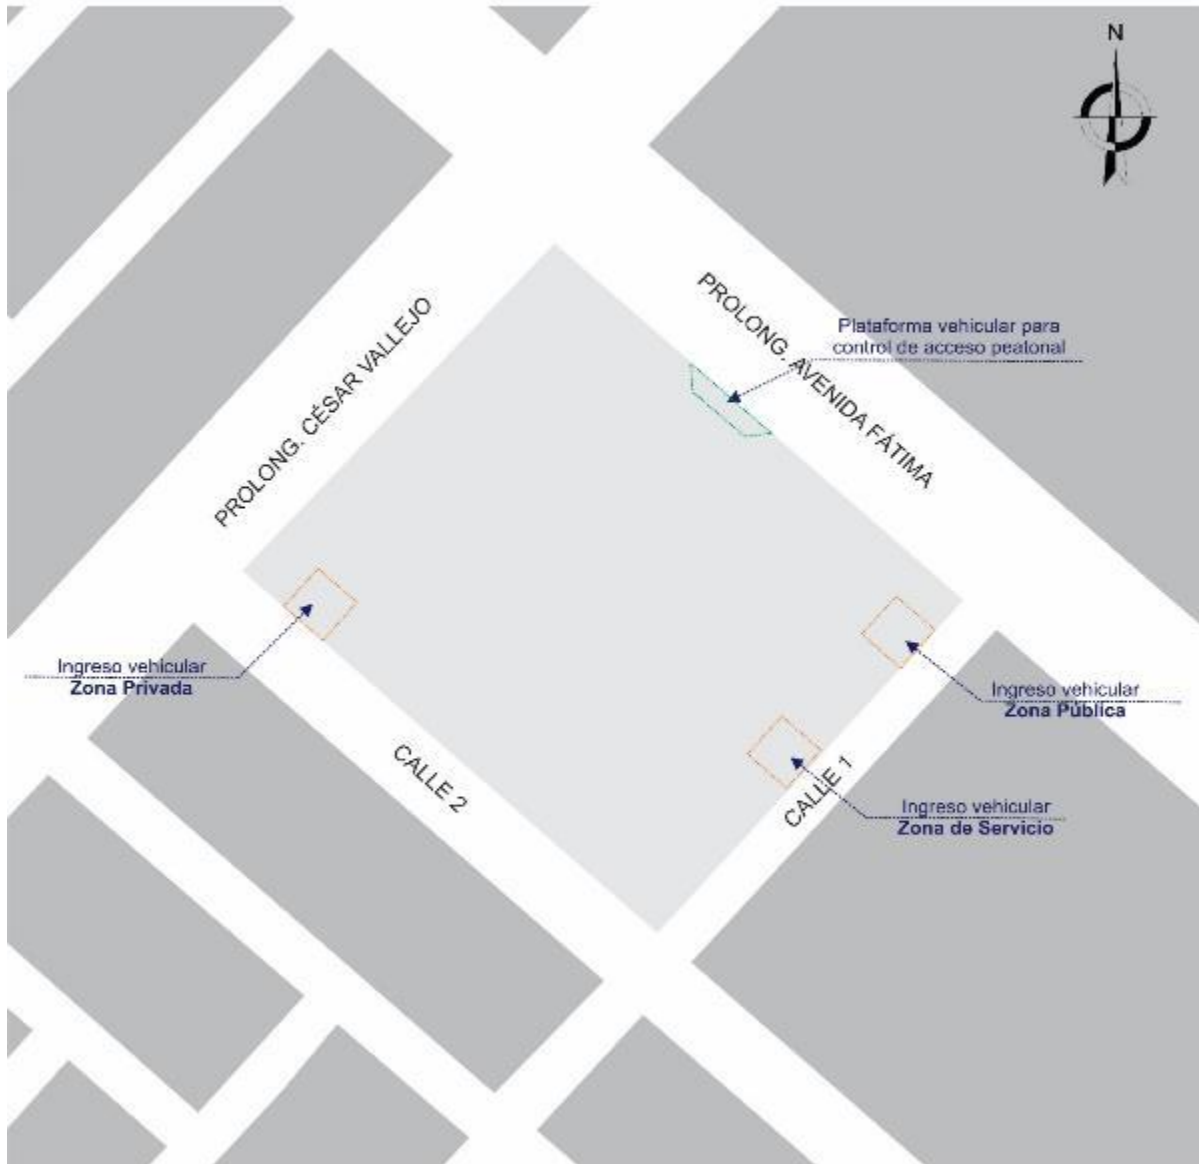 N
PROLONG. CÉSAR VALLEJO
PROLONG. AVENIDA FÁTIMA
Plataforma vehicular para
control de acceso peatonal
Ingreso vehicular
Zona Privada
Ingreso vehicular
Zona Pública
CALLE 2
CALLE 1
Ingreso vehicular
Zona de Servicio